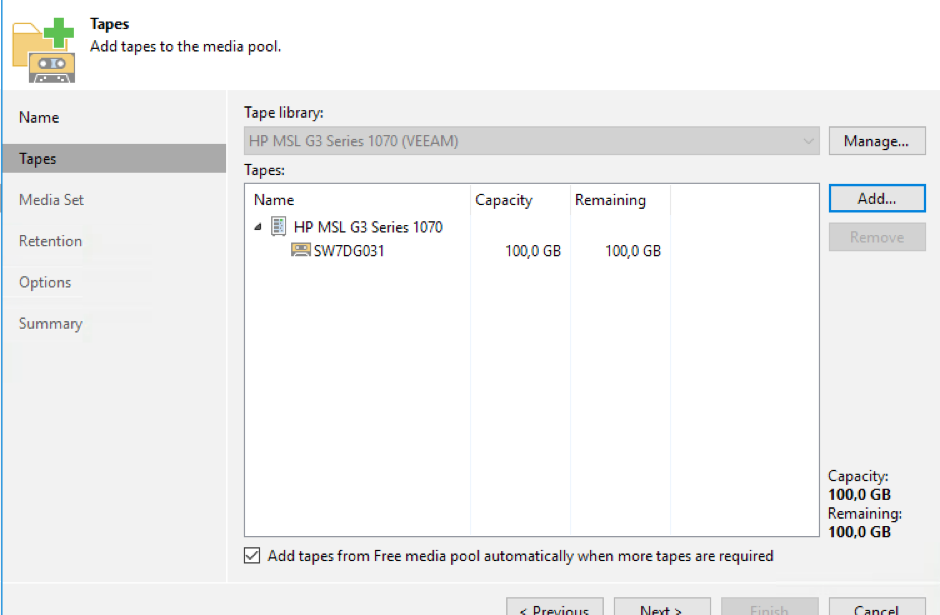 Tapes
Add tapes to the media pool.
Name
Tapes
Media Set
Retention
Options
Summary
Tape library:
HP MSL G3 Series 1070 (VEEAM)
Manage...
Tapes:
Name Capacity Remaining
HP MSL G3 Series 1070
SW7DG031 100,0 GB 100,0 GB
Add...
Remove
Capacity:
100,0 GB
Remaining:
100,0 GB
Add tapes from Free media pool automatically when more tapes are required
< Previous Next > Finish Cancel